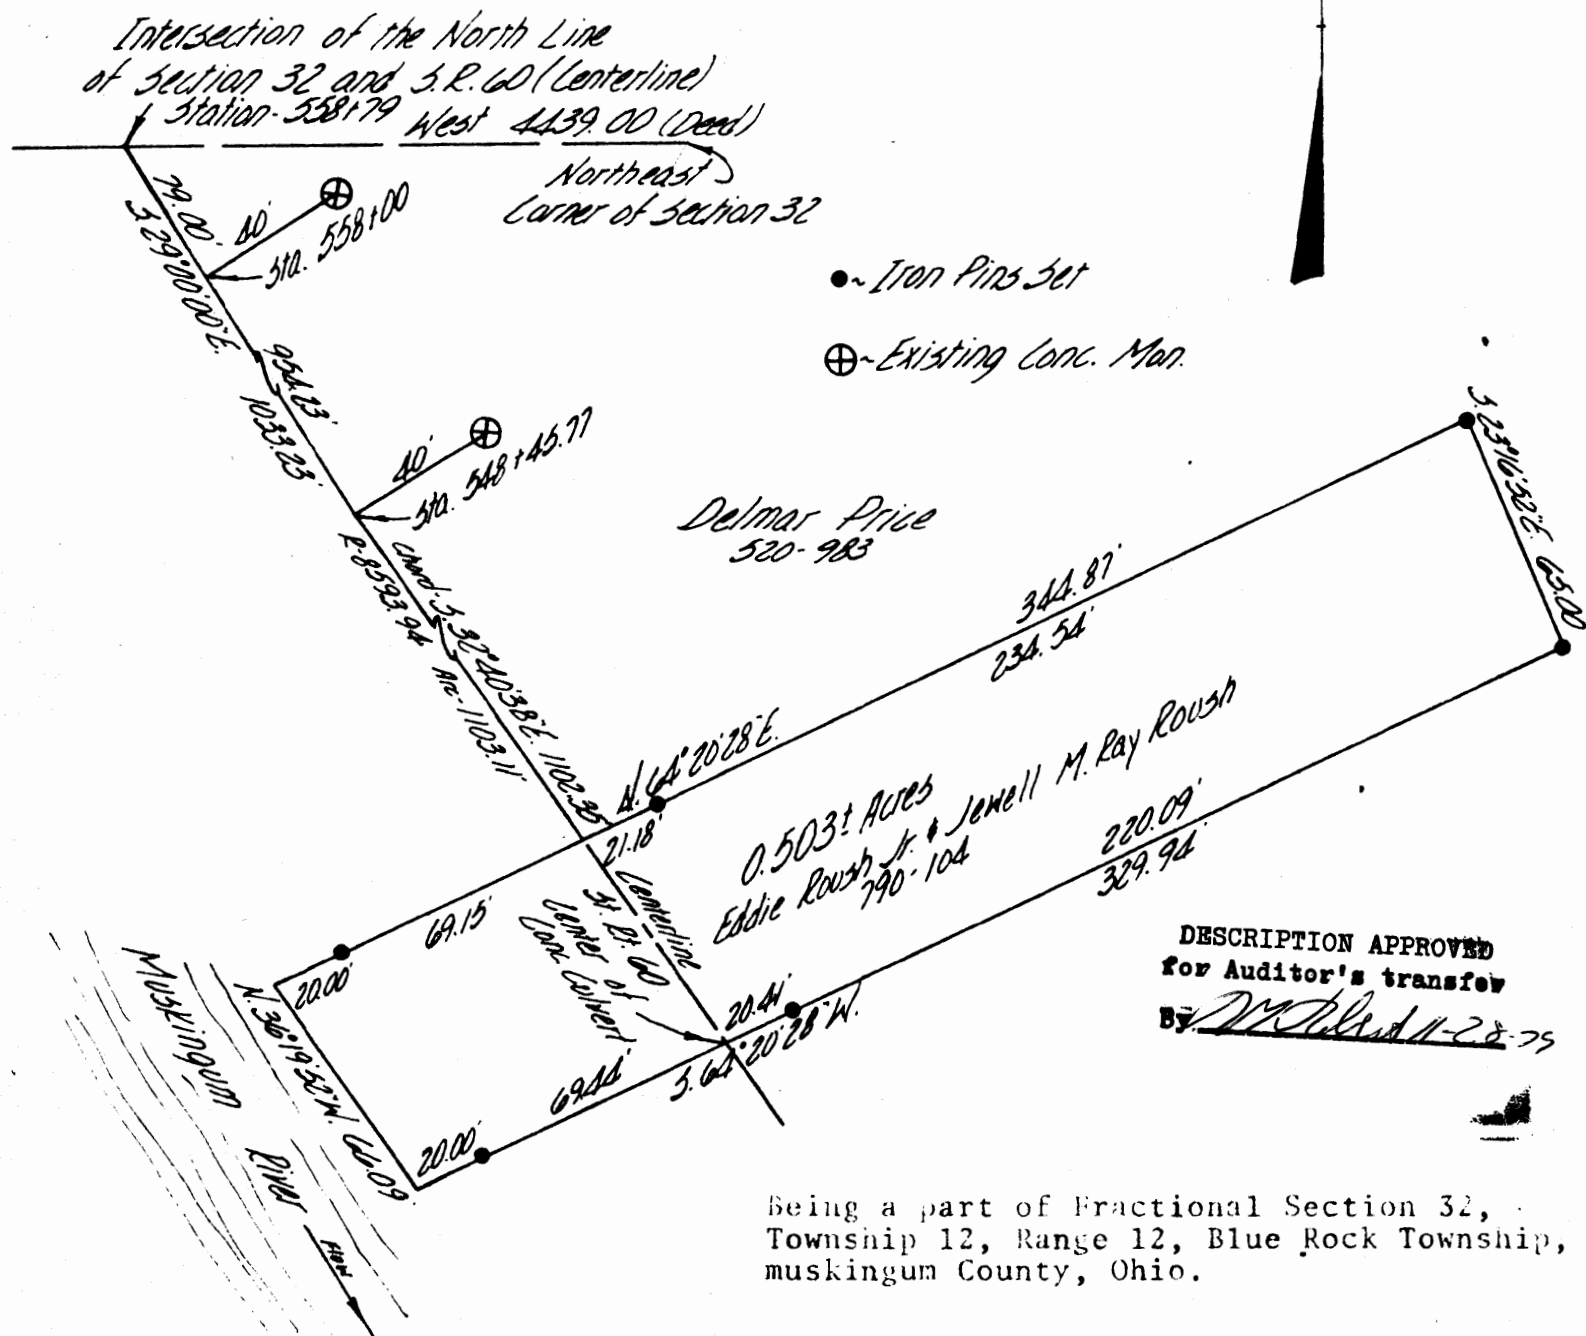 Intersection of the North Line
of Section 32 and S.R. 60 (Centerline)
Station - 558+79
West 4439.00 (Deed)
Northeast
Corner of Section 32
79.00'
S. 29°00'00"E.
40'
Sta. 558+00
●~ Iron Pins Set
⊕~ Existing Conc. Mon.
954.23'
1033.23'
40'
Sta. 548+45.77
Delmar Price
520-983
R-8593.94
Chord-S. 32°40'38"E. 1102.35'
Arc-1103.11'
S. 23°16'52"E. 65.00
344.87'
234.54'
N. 64°20'28"E.
21.18'
69.15'
20.00'
0.503± Acres
Eddie Roush Jr. & Jewell M. Ray Roush
790-104
220.09'
329.94'
Centerline
St. Rt. 60
Center of
Conc. Culvert
20.41'
S. 64°20'28"W.
69.44'
20.00'
N. 36°19'52"W. 66.09
Muskingum River
Flow
DESCRIPTION APPROVED
for Auditor's transfer
By 11-28-75
Being a part of Fractional Section 32,
Township 12, Range 12, Blue Rock Township,
muskingum County, Ohio.